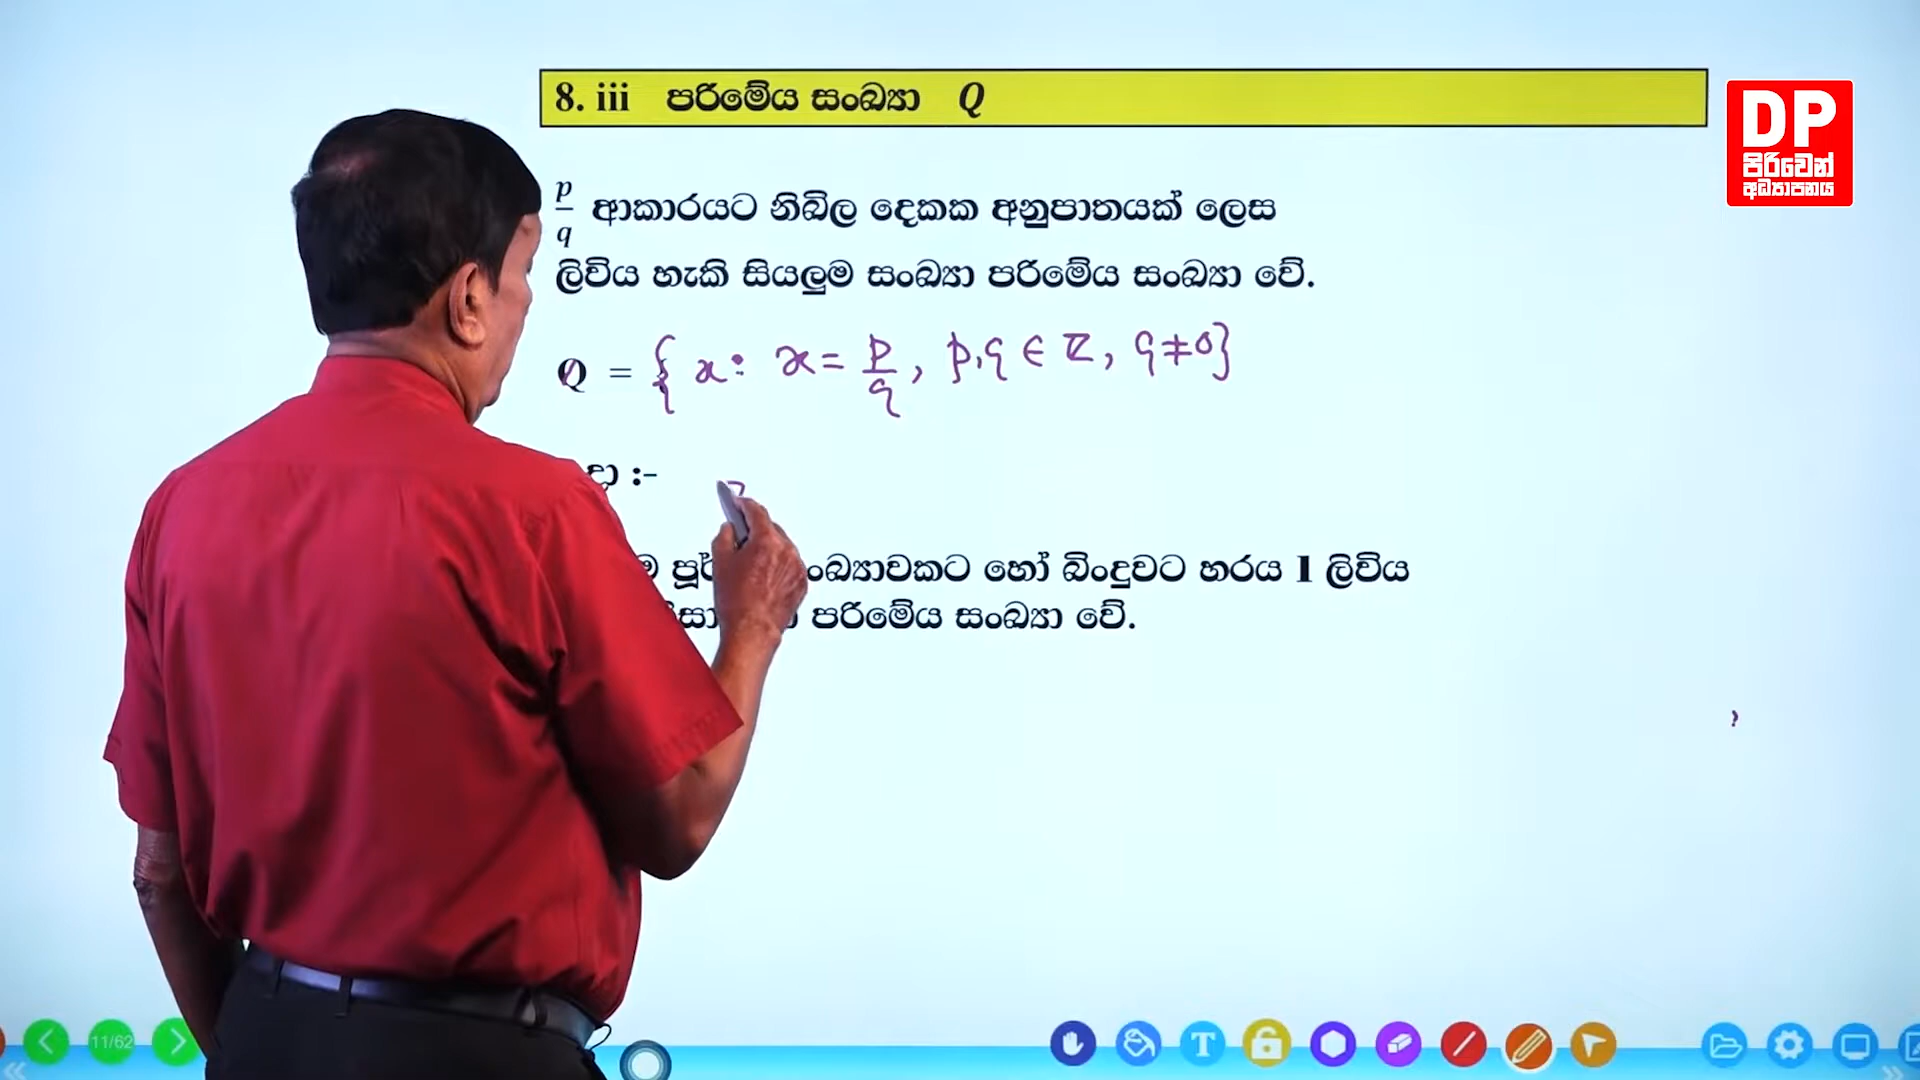 8. iii පරිමේය සංඛ්‍යා Q
DP
පිරිවෙන්
අධ්‍යාපනය
p/q ආකාරයට නිඛිල දෙකක අනුපාතයක් ලෙස
ලිවිය හැකි සියලුම සංඛ්‍යා පරිමේය සංඛ්‍යා වේ.
Q = { x : x = p/q , p,q ∈ ℤ, q ≠ 0}
:-
හෝ බිංදුවට හරය 1 ලිවිය
පරිමේය සංඛ්‍යා වේ.
11/62